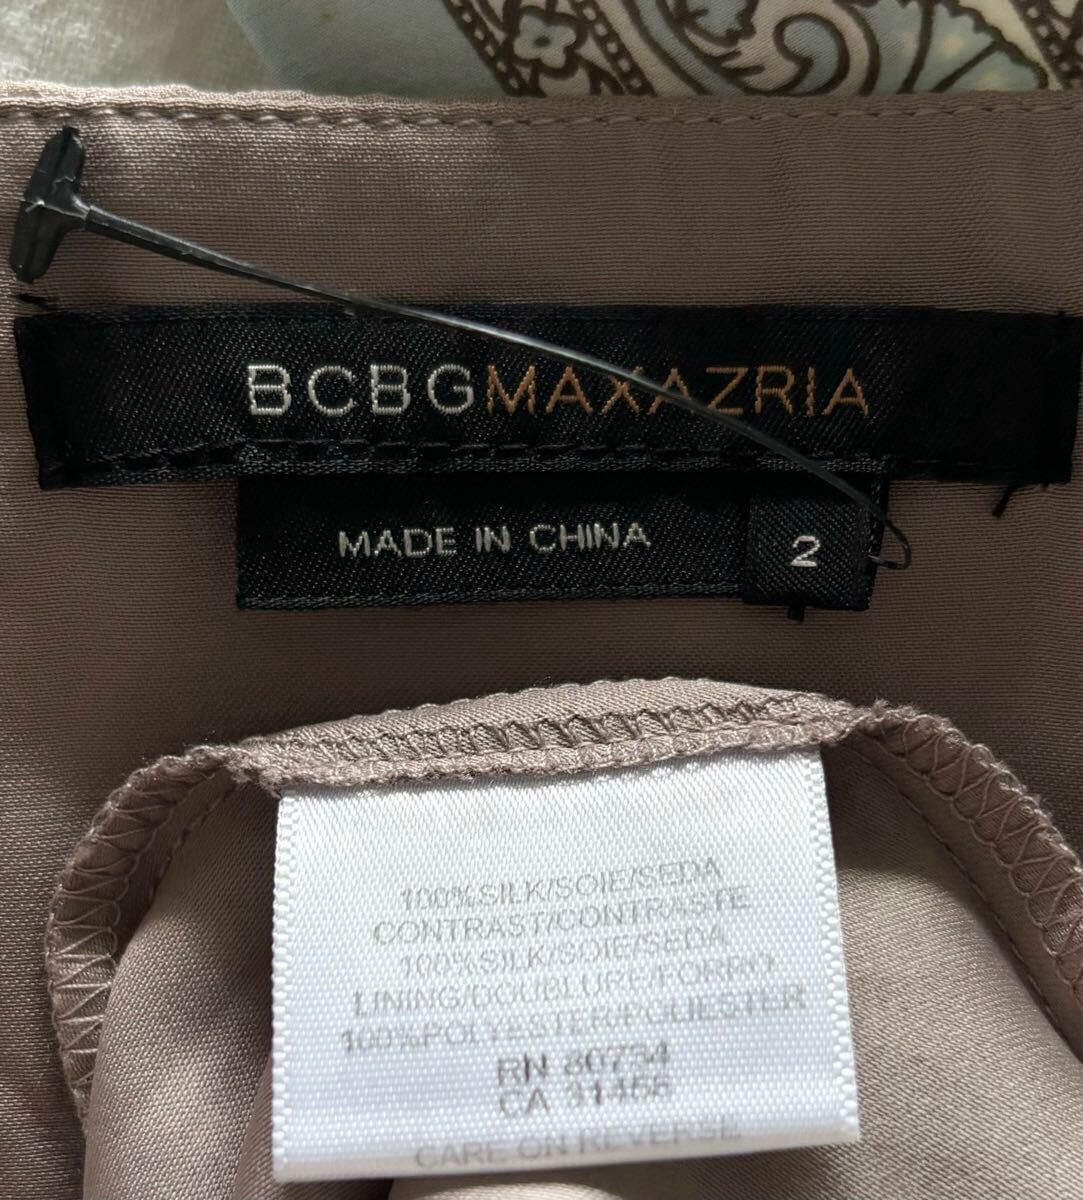 BCBGMAXAZRIA
MADE IN CHINA
2
100%SILK/SOIE/SEDA
CONTRAST/CONTRASTE
100%SILK/SOIE/SEDA
LINING/DOUBLURE/FORRO
100%POLYESTER/POLIESTER
RN 80734
CA 31456
CARE ON REVERSE